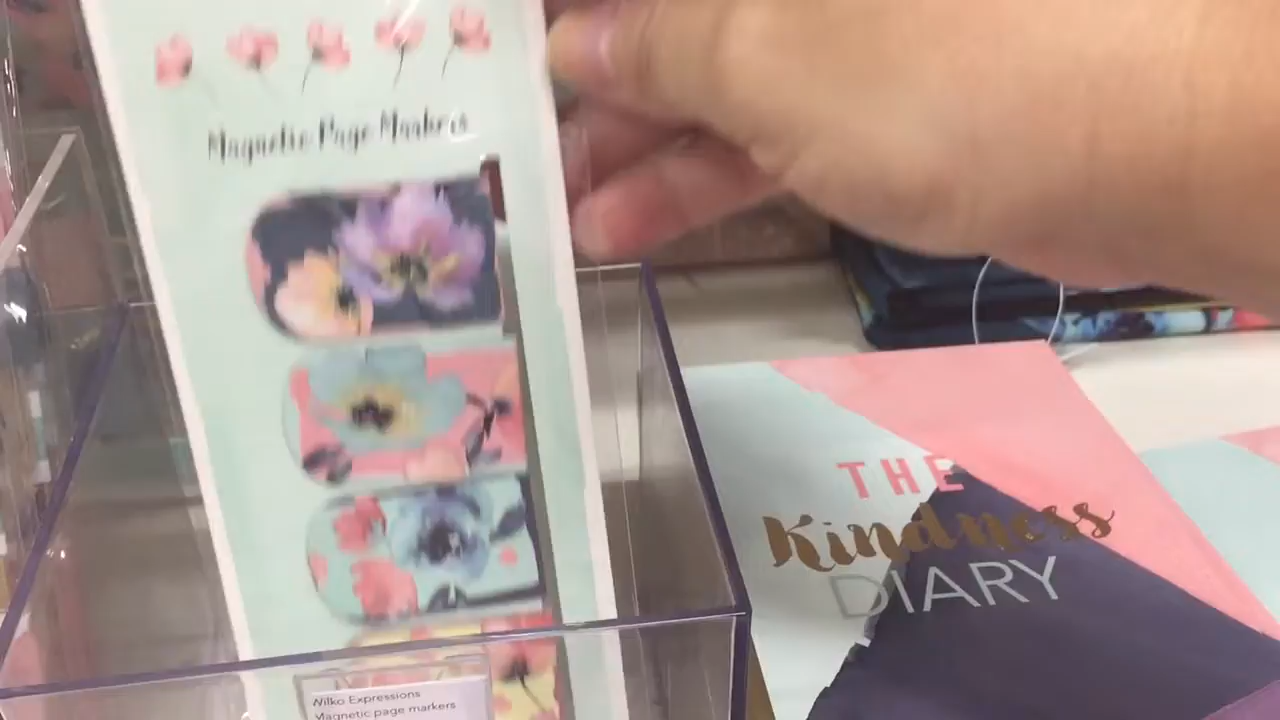 Magnetic Page Markers
THE
Kindness
DIARY
Wilko Expressions
Magnetic page markers